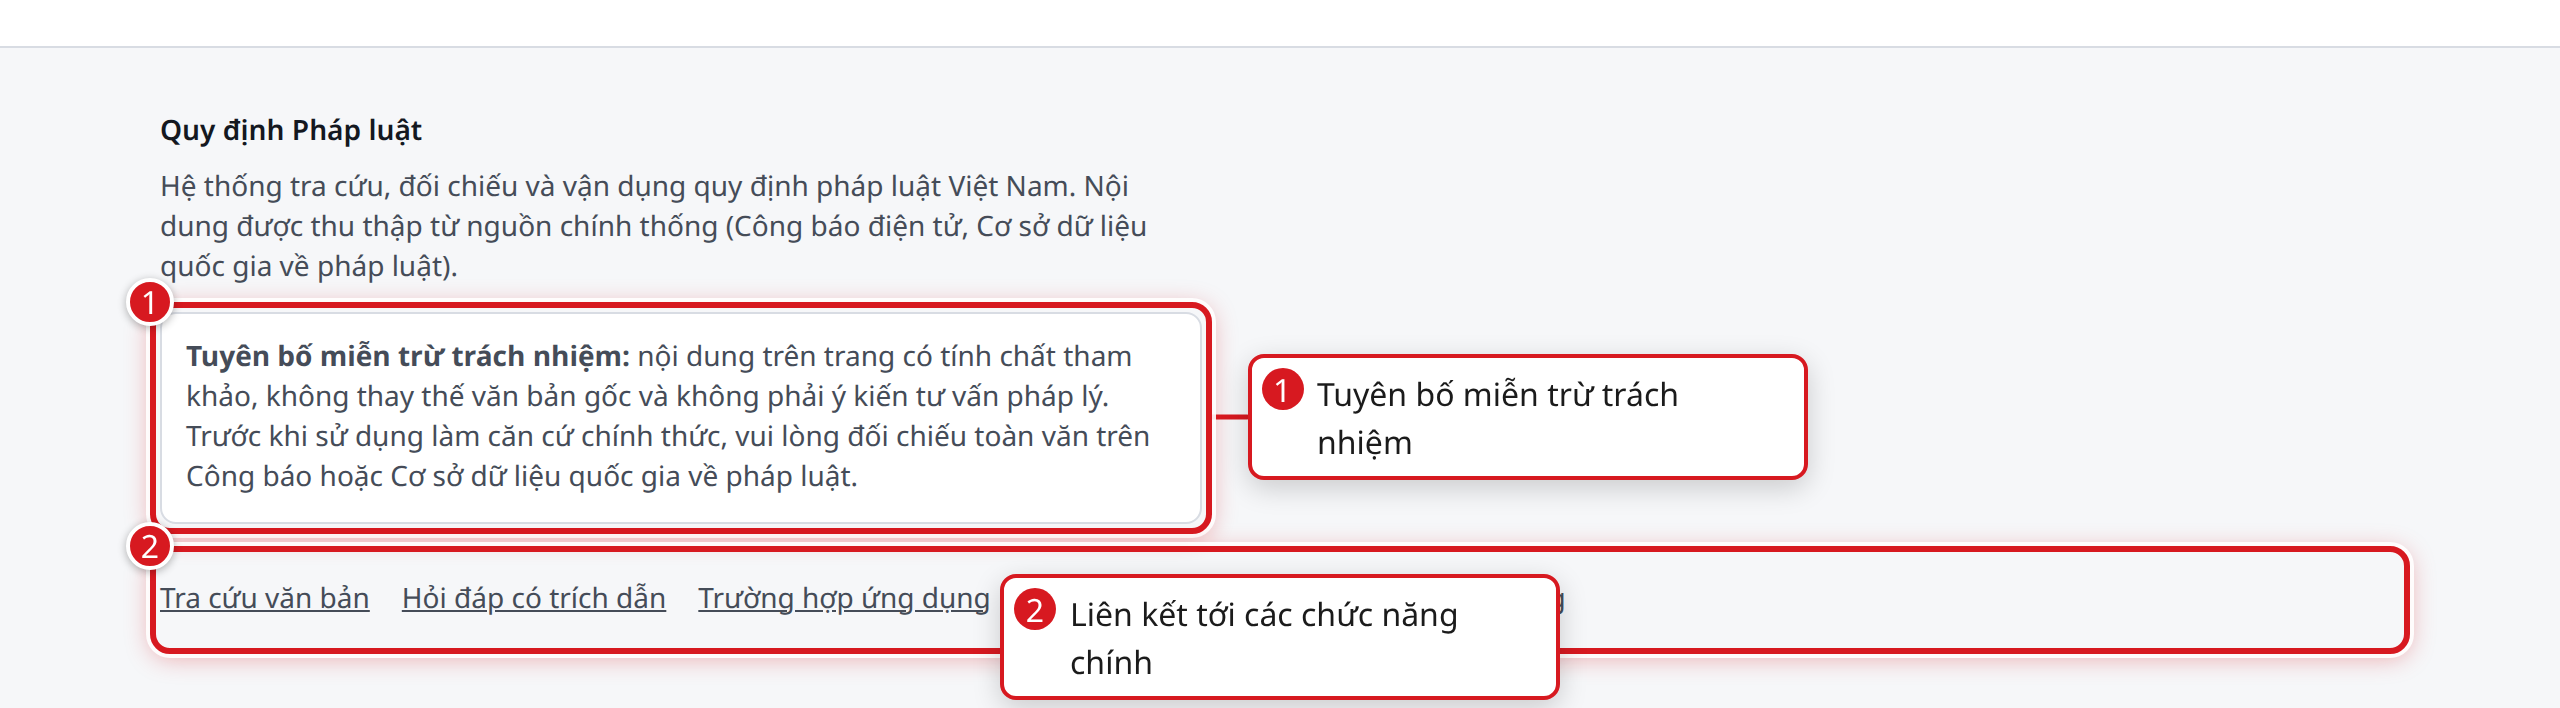 Quy định Pháp luật
Hệ thống tra cứu, đối chiếu và vận dụng quy định pháp luật Việt Nam. Nội
dung được thu thập từ nguồn chính thống (Công báo điện tử, Cơ sở dữ liệu
quốc gia về pháp luật).
1
Tuyên bố miễn trừ trách nhiệm: nội dung trên trang có tính chất tham
khảo, không thay thế văn bản gốc và không phải ý kiến tư vấn pháp lý.
Trước khi sử dụng làm căn cứ chính thức, vui lòng đối chiếu toàn văn trên
Công báo hoặc Cơ sở dữ liệu quốc gia về pháp luật.
1 Tuyên bố miễn trừ trách
nhiệm
2
Tra cứu văn bản Hỏi đáp có trích dẫn Trường hợp ứng dụng
2 Liên kết tới các chức năng
chính